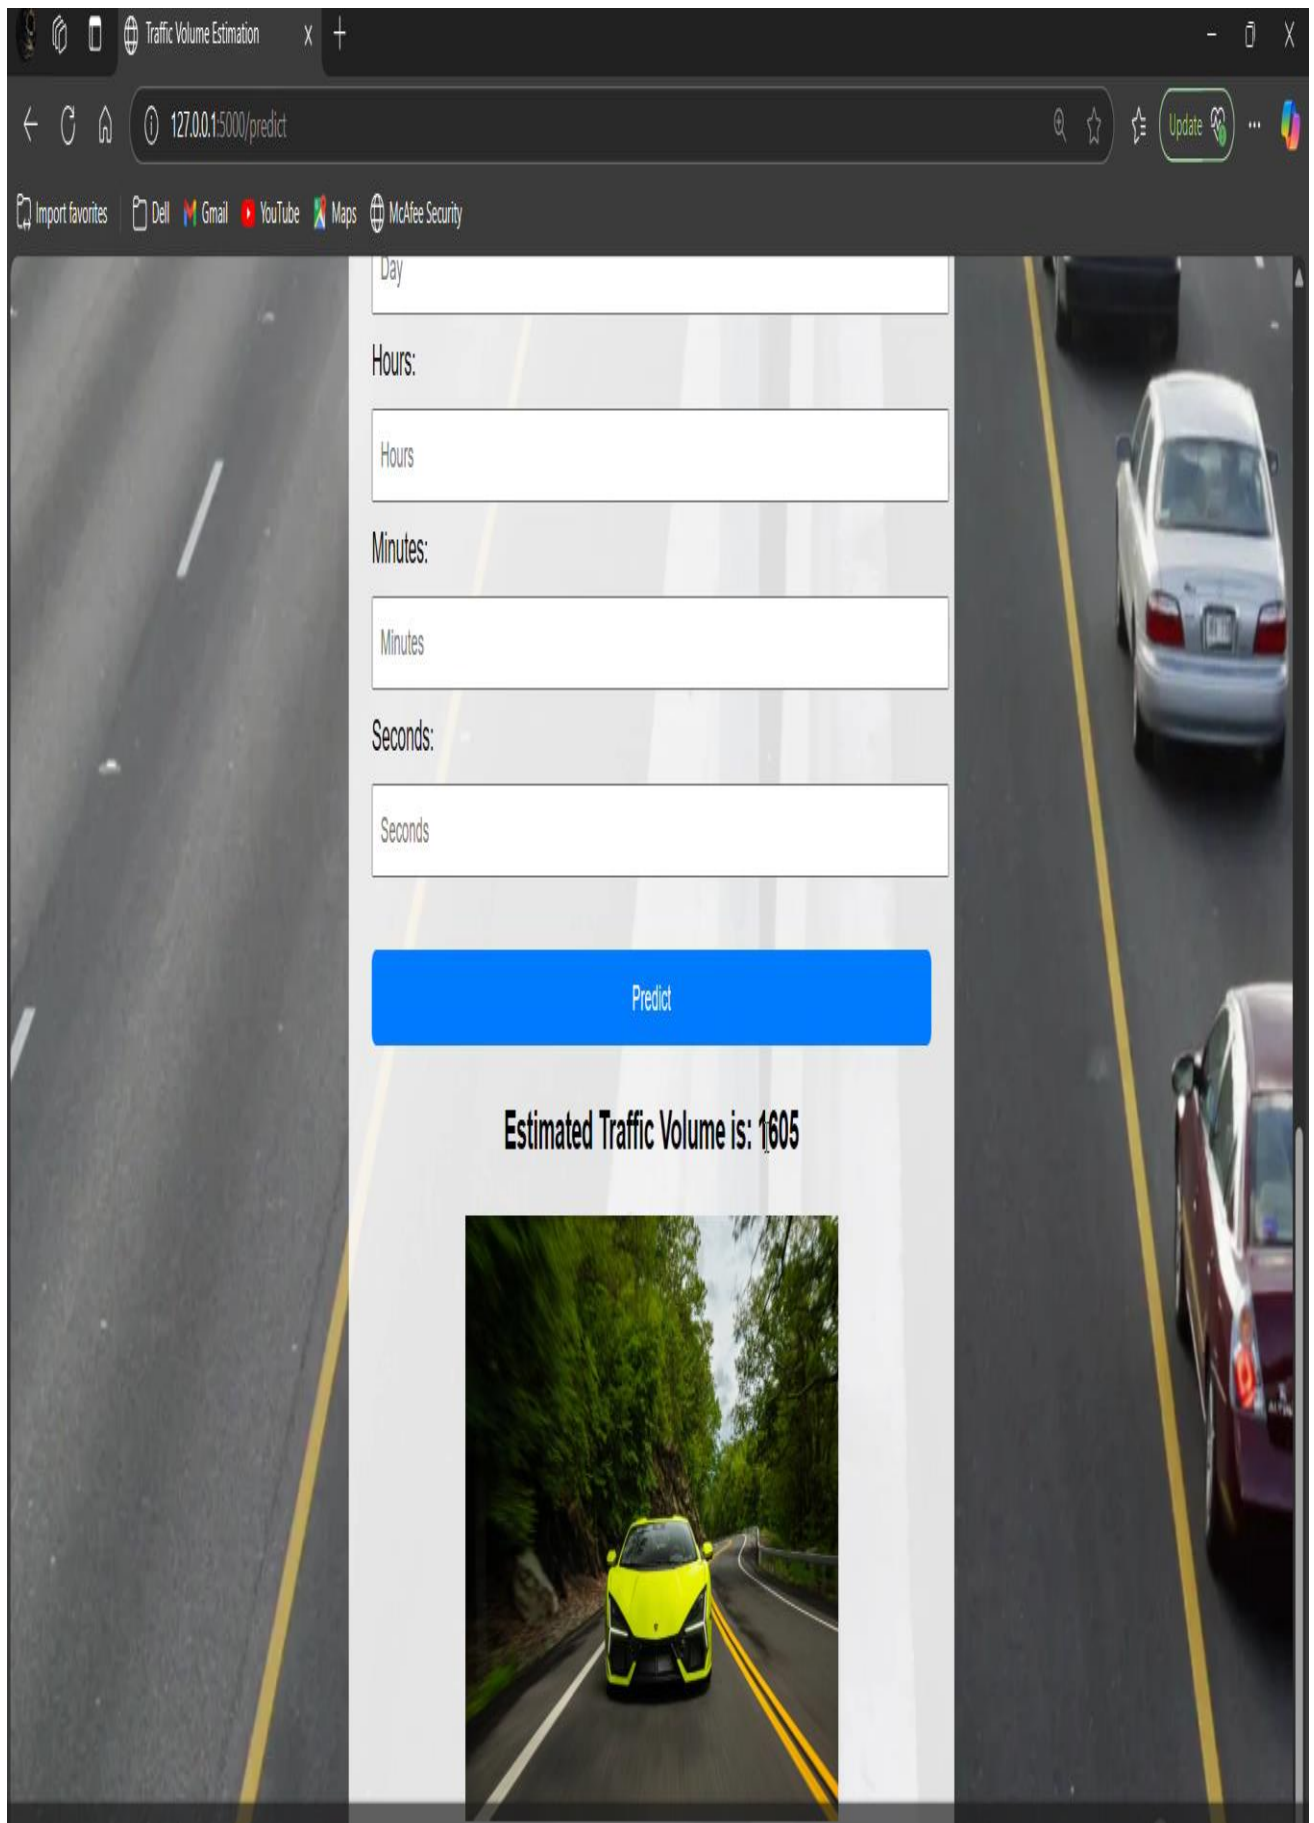 Traffic Volume Estimation
127.0.0.1:5000/predict
Update
Import favorites Dell Gmail YouTube Maps McAfee Security
Day
Hours:
Hours
Minutes:
Minutes
Seconds:
Seconds
Predict
Estimated Traffic Volume is: 1605